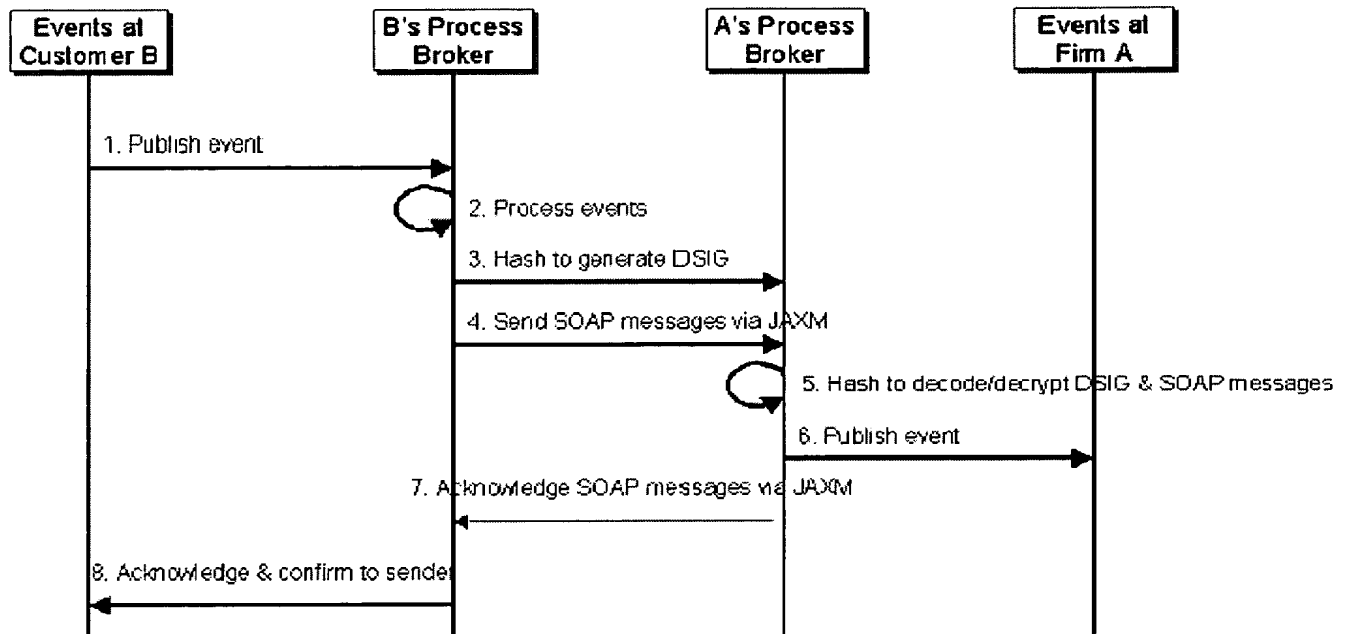 Events at
Customer B
B's Process
Broker
A's Process
Broker
Events at
Firm A
1. Publish event
2. Process events
3. Hash to generate DSIG
4. Send SOAP messages via JAXM
5. Hash to decode/decrypt DSIG & SOAP messages
6. Publish event
7. Acknowledge SOAP messages via JAXM
8. Acknowledge & confirm to sender